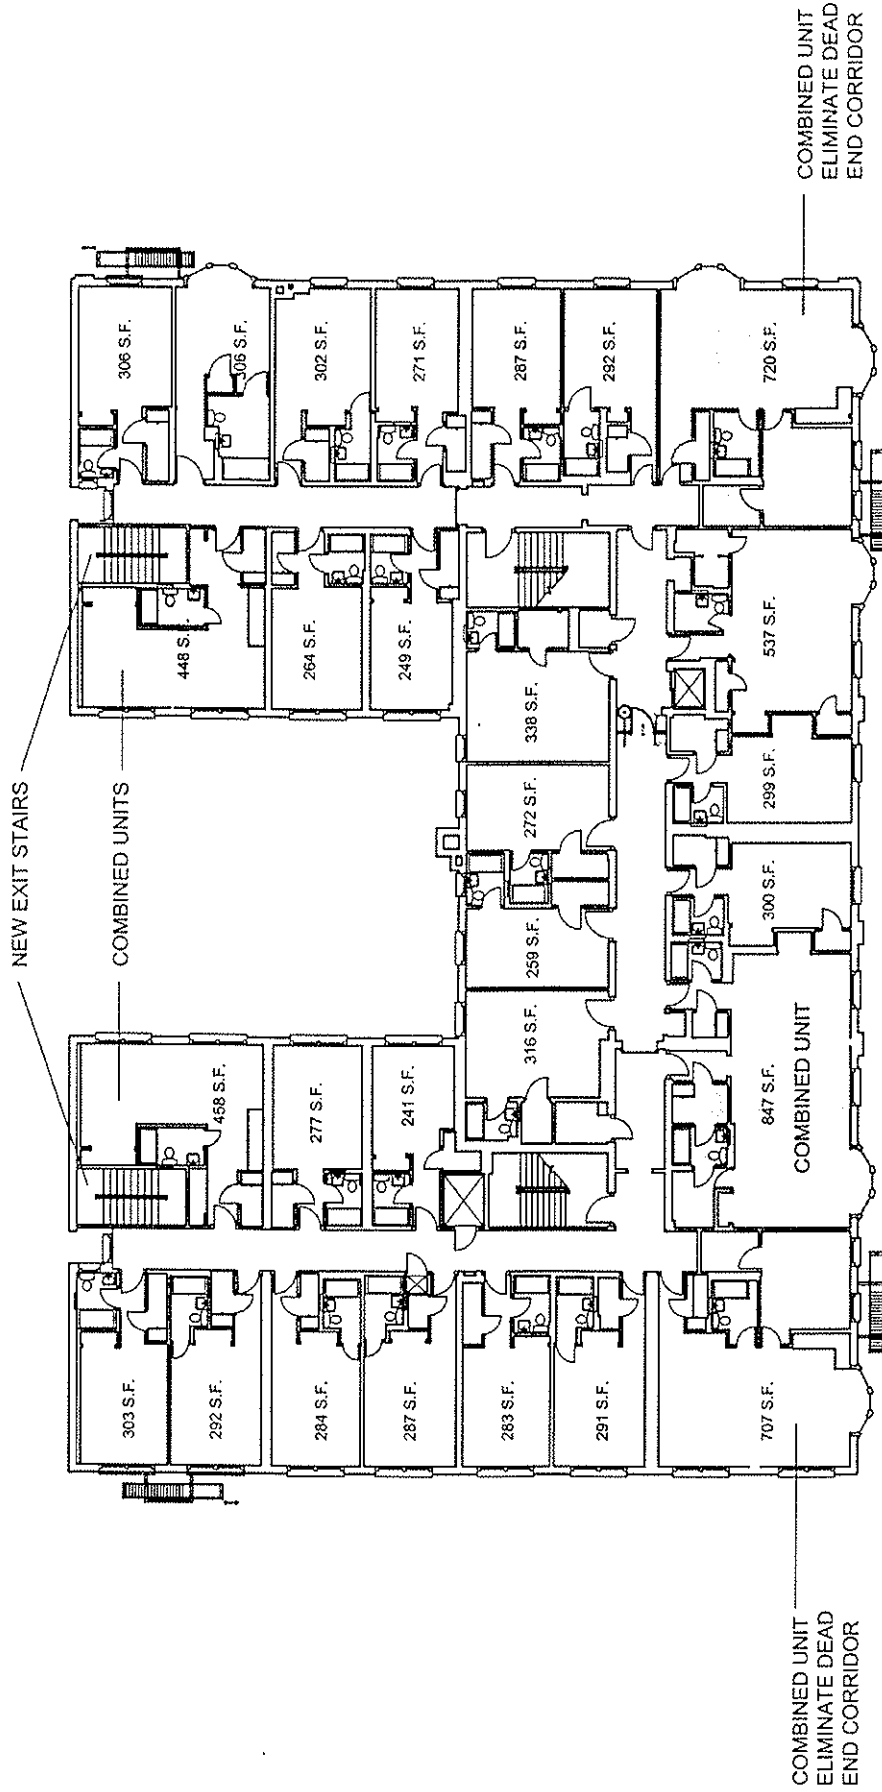 NEW EXIT STAIRS
COMBINED UNITS
303 S.F.
306 S.F.
458 S.F.
448 S.F.
292 S.F.
306 S.F.
284 S.F.
277 S.F.
264 S.F.
302 S.F.
287 S.F.
241 S.F.
249 S.F.
271 S.F.
283 S.F.
316 S.F.
259 S.F.
272 S.F.
338 S.F.
287 S.F.
291 S.F.
292 S.F.
707 S.F.
847 S.F.
300 S.F.
299 S.F.
537 S.F.
720 S.F.
COMBINED UNIT
COMBINED UNIT
ELIMINATE DEAD
END CORRIDOR
COMBINED UNIT
ELIMINATE DEAD
END CORRIDOR